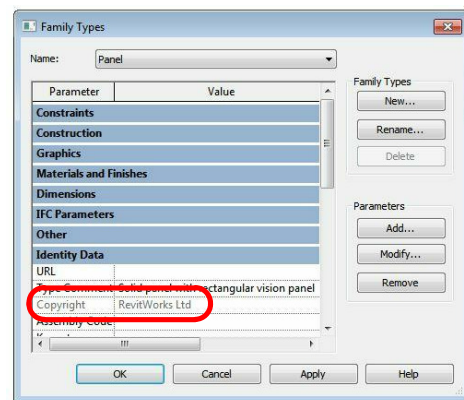 Family Types
Name: Panel
Parameter Value
Constraints
Construction
Graphics
Materials and Finishes
Dimensions
IFC Parameters
Other
Identity Data
URL
Type Comment Solid panel with rectangular vision panel
Copyright RevitWorks Ltd
Assembly Code
Family Types
New...
Rename...
Delete
Parameters
Add...
Modify...
Remove
OK Cancel Apply Help